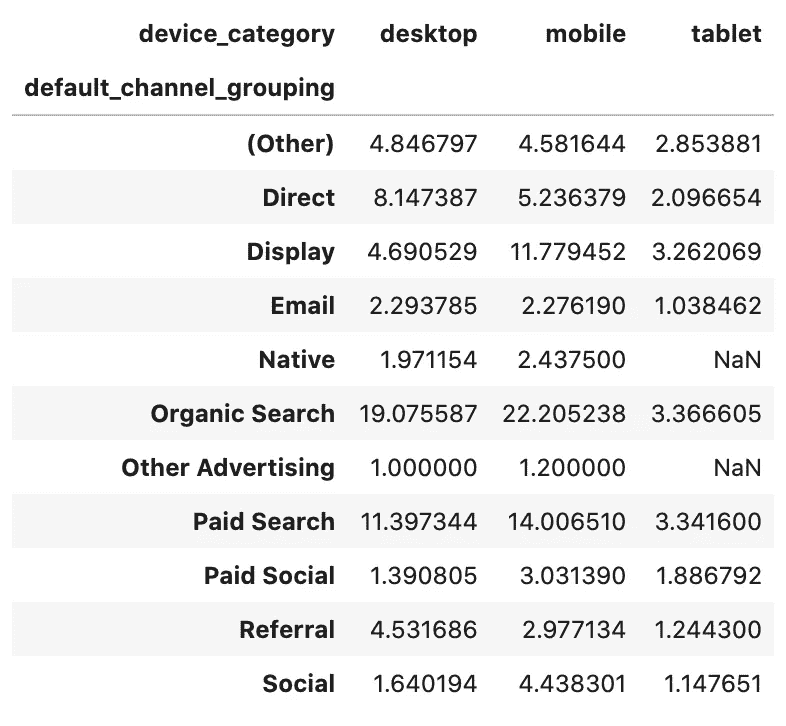 device_category desktop mobile tablet
default_channel_grouping
(Other) 4.846797 4.581644 2.853881
Direct 8.147387 5.236379 2.096654
Display 4.690529 11.779452 3.262069
Email 2.293785 2.276190 1.038462
Native 1.971154 2.437500 NaN
Organic Search 19.075587 22.205238 3.366605
Other Advertising 1.000000 1.200000 NaN
Paid Search 11.397344 14.006510 3.341600
Paid Social 1.390805 3.031390 1.886792
Referral 4.531686 2.977134 1.244300
Social 1.640194 4.438301 1.147651